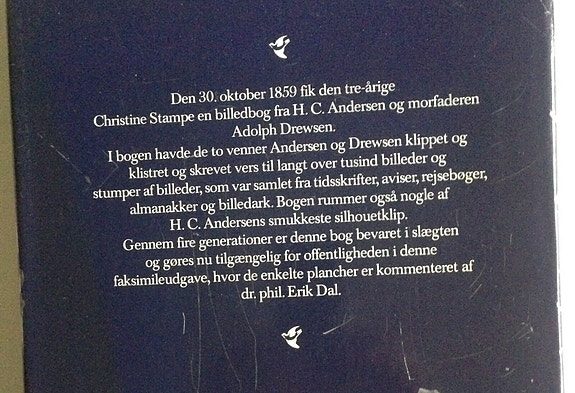 Den 30. oktober 1859 fik den tre-årige
Christine Stampe en billedbog fra H. C. Andersen og morfaderen
Adolph Drewsen.
I bogen havde de to venner Andersen og Drewsen klippet og
klistret og skrevet vers til langt over tusind billeder og
stumper af billeder, som var samlet fra tidsskrifter, aviser, rejsebøger,
almanakker og billedark. Bogen rummer også nogle af
H. C. Andersens smukkeste silhouetklip.
Gennem fire generationer er denne bog bevaret i slægten
og gøres nu tilgængelig for offentligheden i denne
faksimileudgave, hvor de enkelte plancher er kommenteret af
dr. phil. Erik Dal.